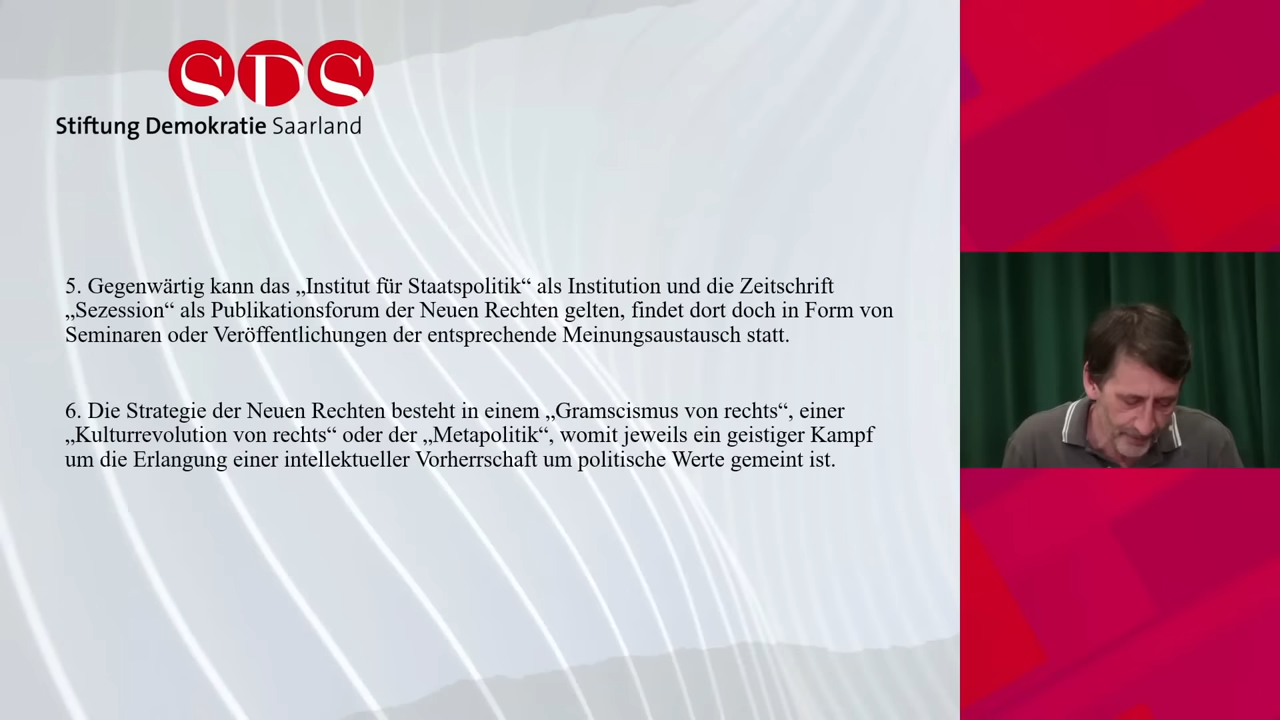 SDS
Stiftung Demokratie Saarland
5. Gegenwärtig kann das „Institut für Staatspolitik“ als Institution und die Zeitschrift
„Sezession“ als Publikationsforum der Neuen Rechten gelten, findet dort doch in Form von
Seminaren oder Veröffentlichungen der entsprechende Meinungsaustausch statt.
6. Die Strategie der Neuen Rechten besteht in einem „Gramscismus von rechts“, einer
„Kulturrevolution von rechts“ oder der „Metapolitik“, womit jeweils ein geistiger Kampf
um die Erlangung einer intellektueller Vorherrschaft um politische Werte gemeint ist.